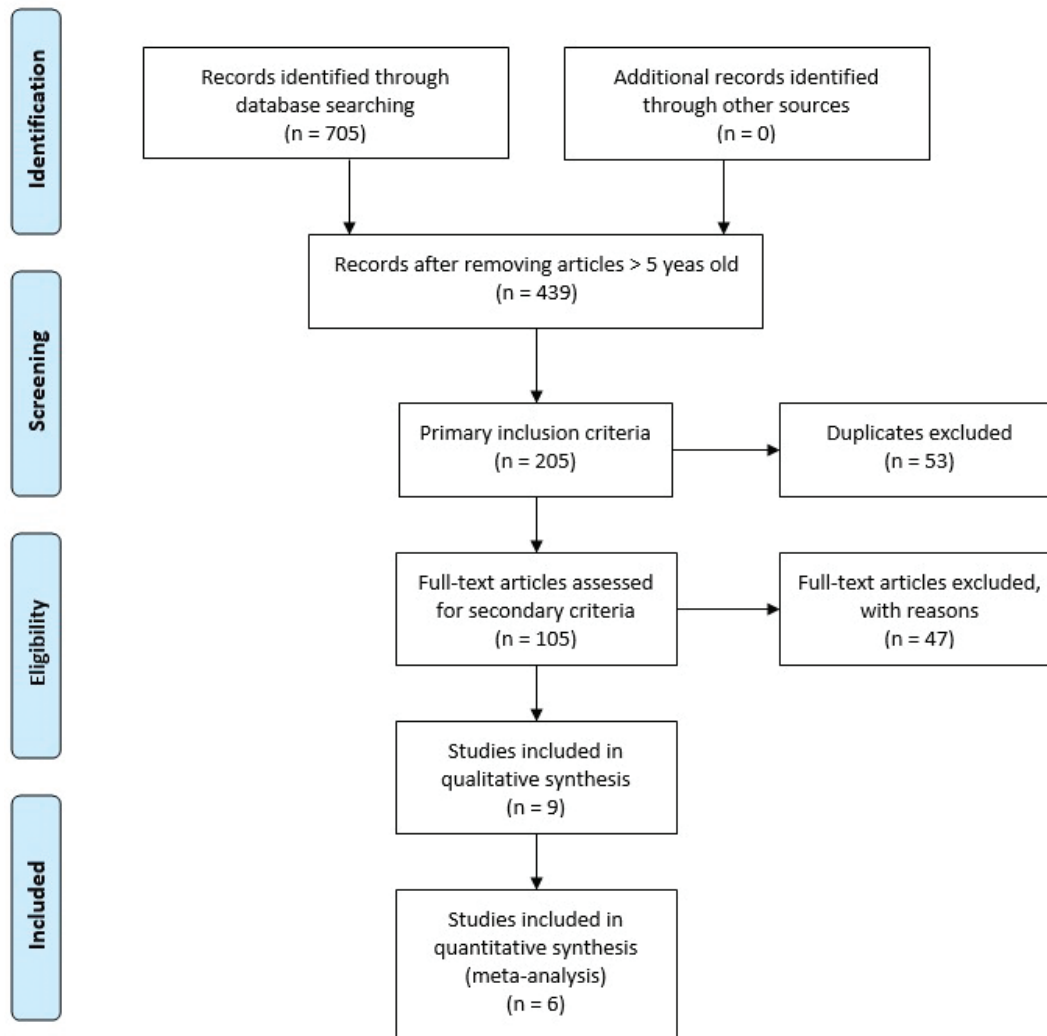 Identification
Records identified through
database searching
(n = 705)
Additional records identified
through other sources
(n = 0)
Records after removing articles > 5 yeas old
(n = 439)
Screening
Primary inclusion criteria
(n = 205)
Duplicates excluded
(n = 53)
Eligibility
Full-text articles assessed
for secondary criteria
(n = 105)
Full-text articles excluded,
with reasons
(n = 47)
Studies included in
qualitative synthesis
(n = 9)
Included
Studies included in
quantitative synthesis
(meta-analysis)
(n = 6)